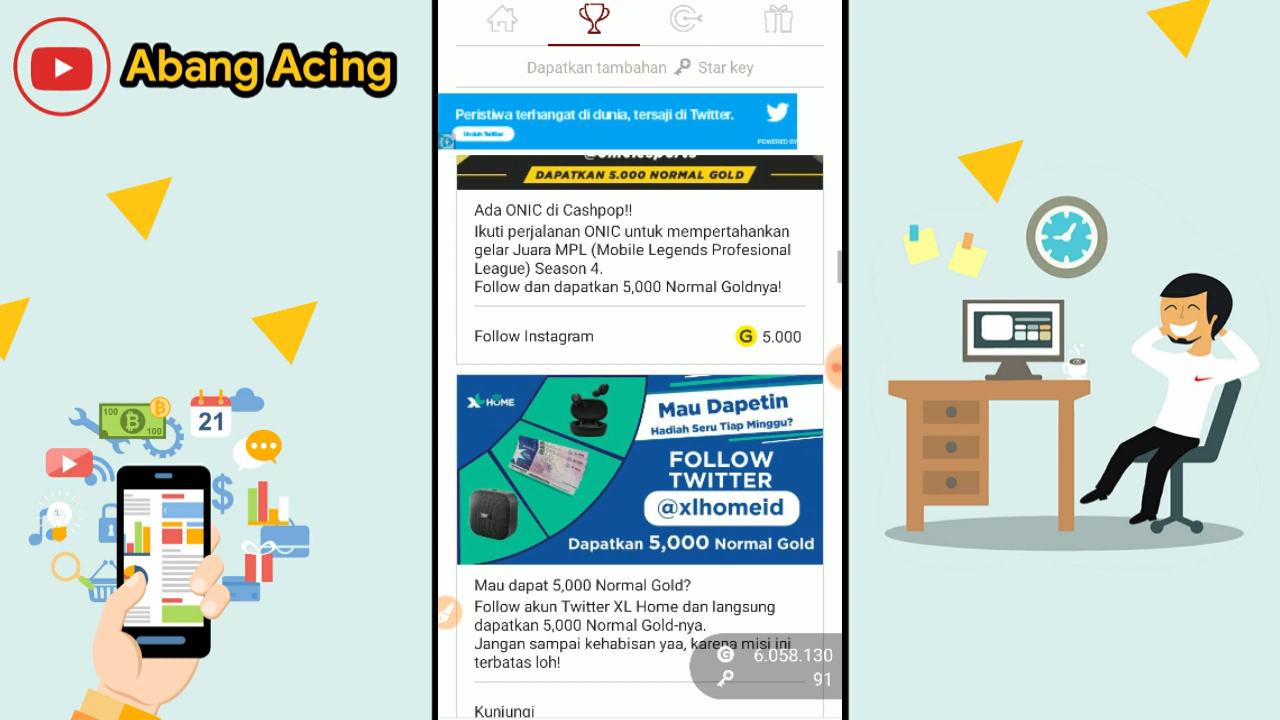 Abang Acing
Dapatkan tambahan Star key
Peristiwa terhangat di dunia, tersaji di Twitter.
Unduh Twitter
POWERED BY
DAPATKAN 5.000 NORMAL GOLD
Ada ONIC di Cashpop!!
Ikuti perjalanan ONIC untuk mempertahankan
gelar Juara MPL (Mobile Legends Profesional
League) Season 4.
Follow dan dapatkan 5,000 Normal Goldnya!
Follow Instagram
G 5.000
XL HOME
Mau Dapetin
Hadiah Seru Tiap Minggu?
FOLLOW
TWITTER
@xlhomeid
Dapatkan 5,000 Normal Gold
Mau dapat 5,000 Normal Gold?
Follow akun Twitter XL Home dan langsung
dapatkan 5,000 Normal Gold-nya.
Jangan sampai kehabisan yaa, karena misi ini
terbatas loh!
G 6.058.130
91
Kunjungi
100
100
21